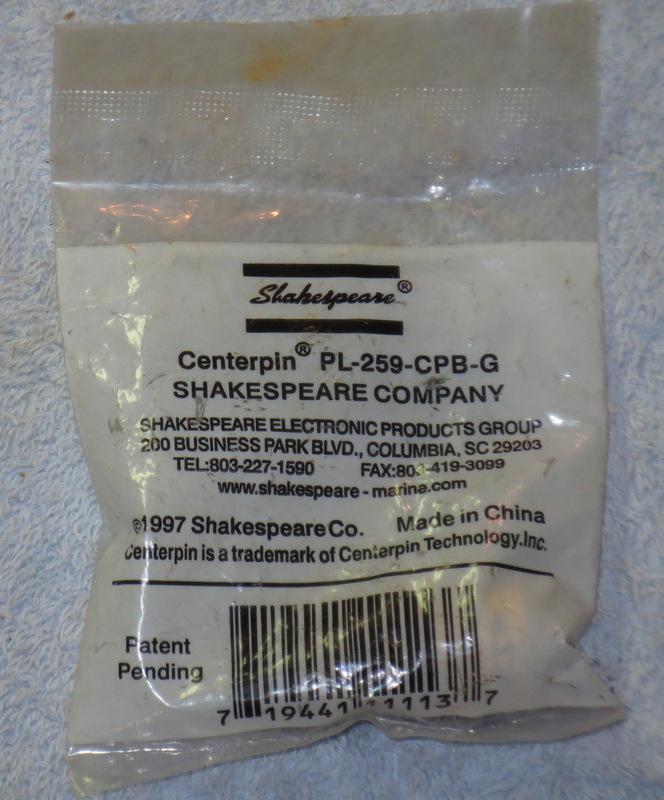 Shakespeare®
Centerpin® PL-259-CPB-G
SHAKESPEARE COMPANY
SHAKESPEARE ELECTRONIC PRODUCTS GROUP
200 BUSINESS PARK BLVD., COLUMBIA, SC 29203
TEL:803-227-1590 FAX:803-419-3099
www.shakespeare-marine.com
©1997 Shakespeare Co. Made in China
Centerpin is a trademark of Centerpin Technology.Inc.
Patent
Pending
7 19441 11113 7